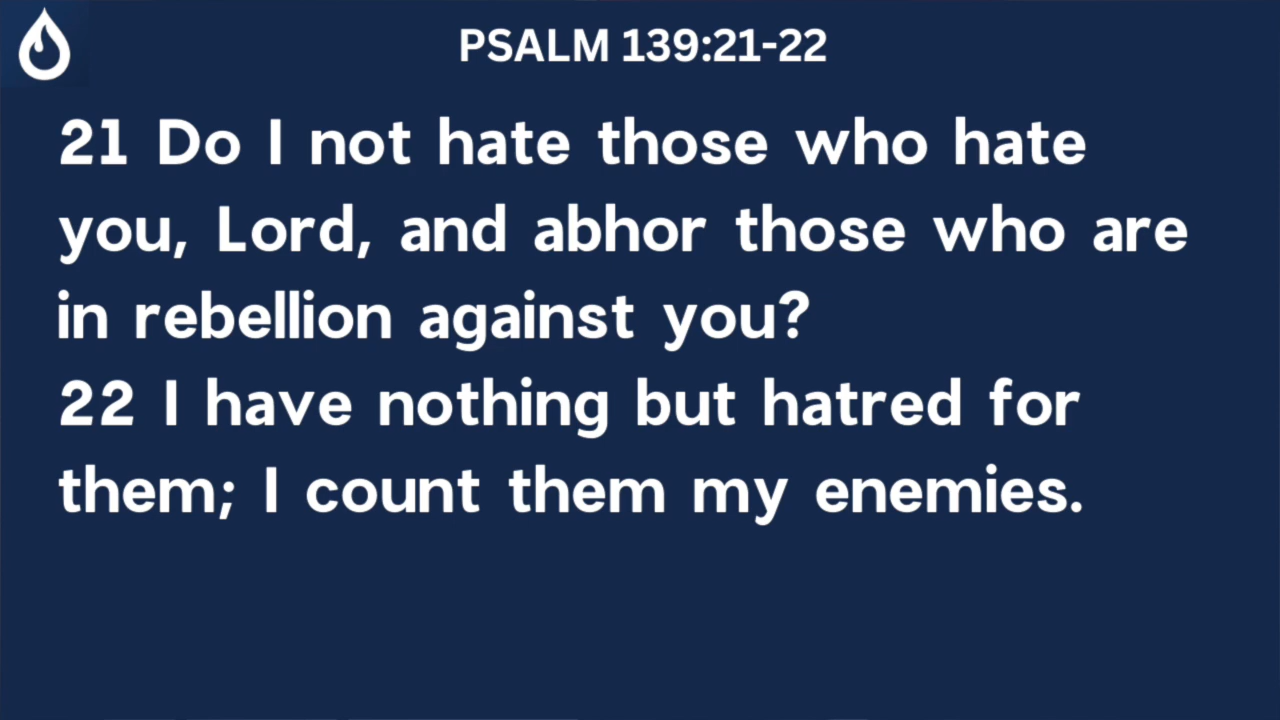 PSALM 139:21-22
21 Do I not hate those who hate
you, Lord, and abhor those who are
in rebellion against you?
22 I have nothing but hatred for
them; I count them my enemies.